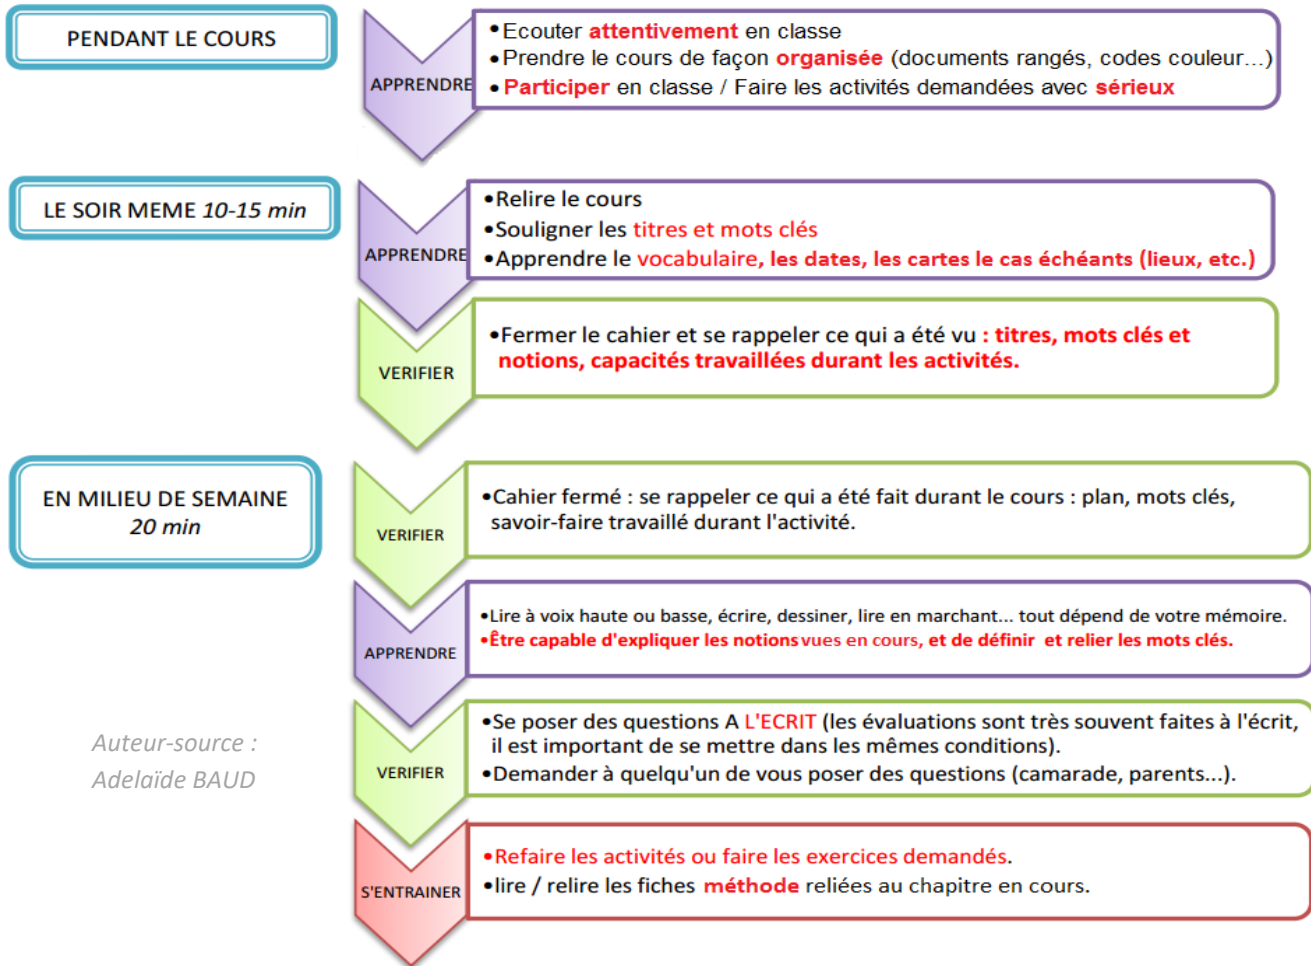 PENDANT LE COURS
APPRENDRE
•Ecouter attentivement en classe
•Prendre le cours de façon organisée (documents rangés, codes couleur...)
•Participer en classe / Faire les activités demandées avec sérieux
LE SOIR MEME 10-15 min
APPRENDRE
•Relire le cours
•Souligner les titres et mots clés
•Apprendre le vocabulaire, les dates, les cartes le cas échéants (lieux, etc.)
VERIFIER
•Fermer le cahier et se rappeler ce qui a été vu : titres, mots clés et
notions, capacités travaillées durant les activités.
EN MILIEU DE SEMAINE
20 min
VERIFIER
•Cahier fermé : se rappeler ce qui a été fait durant le cours : plan, mots clés,
savoir-faire travaillé durant l'activité.
APPRENDRE
•Lire à voix haute ou basse, écrire, dessiner, lire en marchant... tout dépend de votre mémoire.
•Être capable d'expliquer les notions vues en cours, et de définir et relier les mots clés.
Auteur-source :
Adelaïde BAUD
VERIFIER
•Se poser des questions A L'ECRIT (les évaluations sont très souvent faites à l'écrit,
il est important de se mettre dans les mêmes conditions).
•Demander à quelqu'un de vous poser des questions (camarade, parents...).
S'ENTRAINER
•Refaire les activités ou faire les exercices demandés.
•lire / relire les fiches méthode reliées au chapitre en cours.